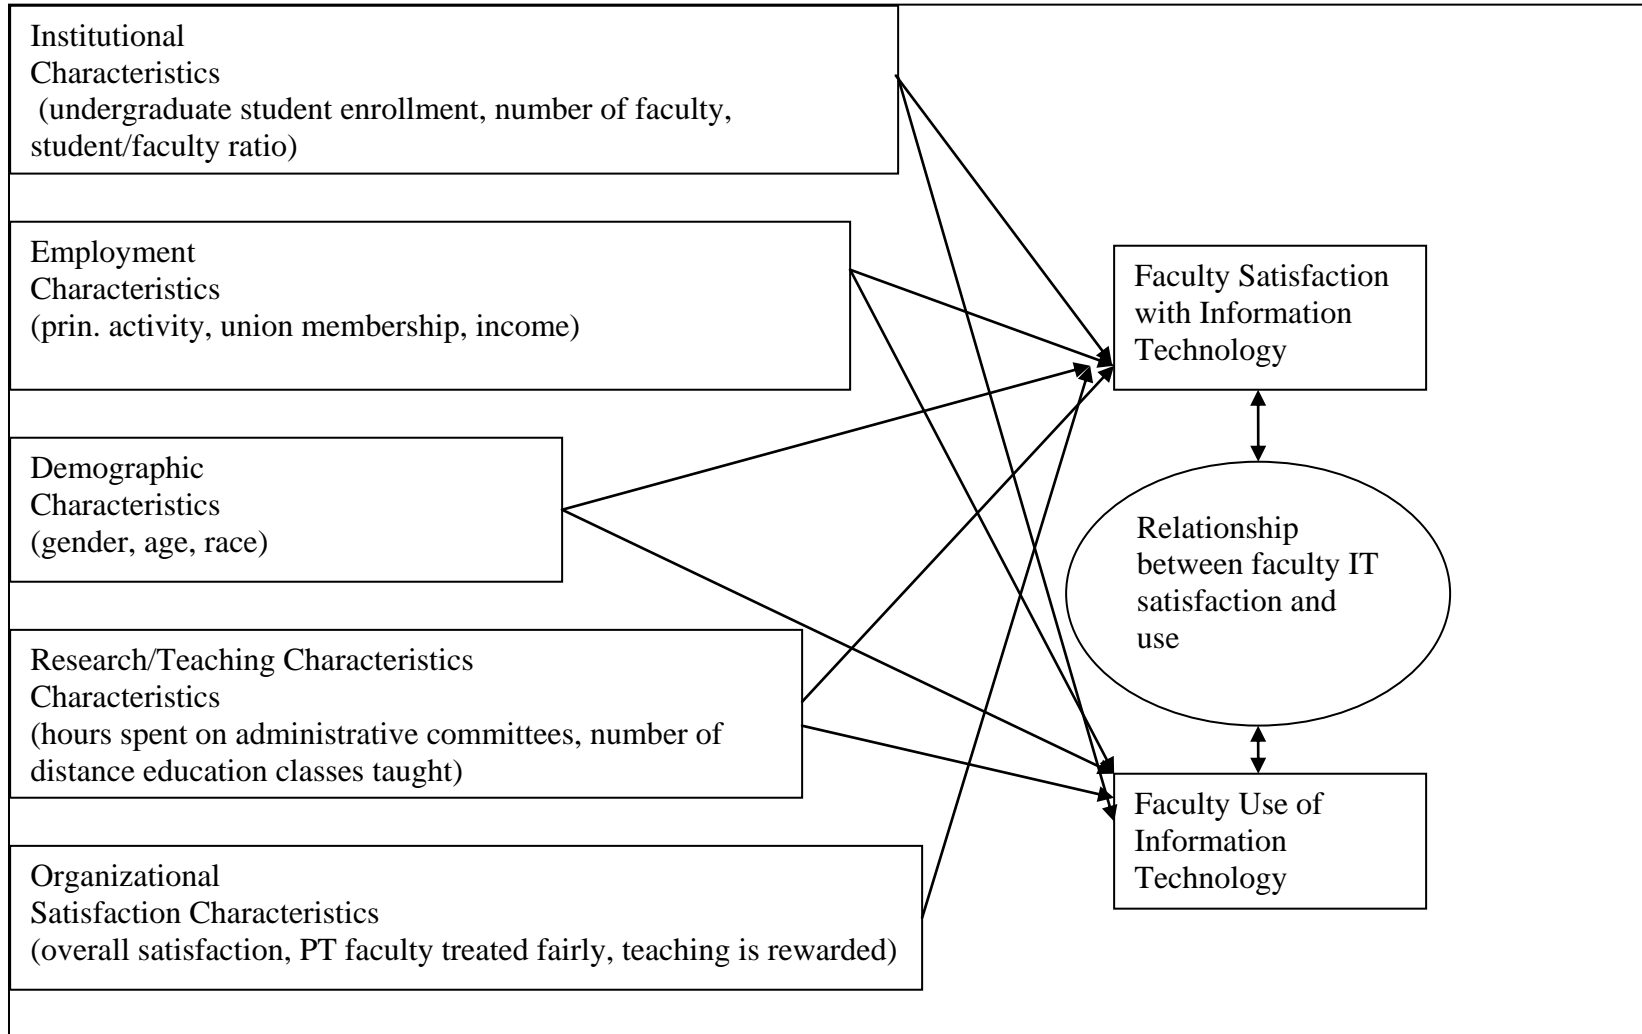 Institutional
Characteristics
(undergraduate student enrollment, number of faculty,
student/faculty ratio)
Employment
Characteristics
(prin. activity, union membership, income)
Demographic
Characteristics
(gender, age, race)
Research/Teaching Characteristics
Characteristics
(hours spent on administrative committees, number of
distance education classes taught)
Organizational
Satisfaction Characteristics
(overall satisfaction, PT faculty treated fairly, teaching is rewarded)
Faculty Satisfaction
with Information
Technology
Relationship
between faculty IT
satisfaction and
use
Faculty Use of
Information
Technology